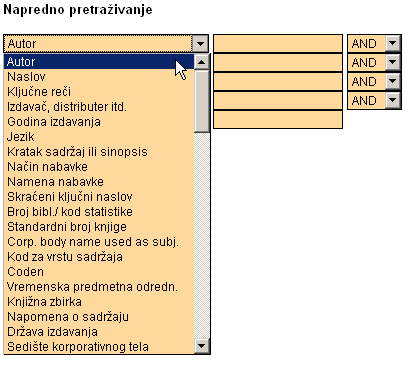 Napredno pretraživanje
Autor AND
Autor AND
Naslov AND
Ključne reči AND
Izdavač, distributer itd.
Godina izdavanja
Jezik
Kratak sadržaj ili sinopsis
Način nabavke
Namena nabavke
Skraćeni ključni naslov
Broj bibl./ kod statistike
Standardni broj knjige
Corp. body name used as subj.
Kod za vrstu sadržaja
Coden
Vremenska predmetna odredn.
Knjižna zbirka
Napomena o sadržaju
Država izdavanja
Sedište korporativnog tela